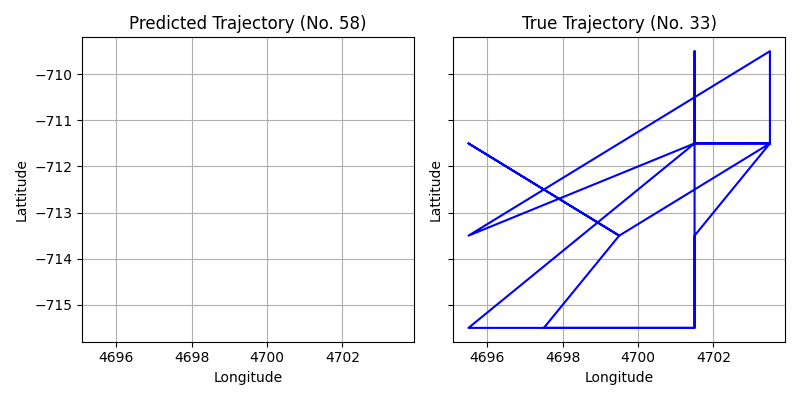 Predicted Trajectory (No. 58)
Lattitude
−710
−711
−712
−713
−714
−715
4696 4698 4700 4702
Longitude
True Trajectory (No. 33)
Lattitude
4696 4698 4700 4702
Longitude